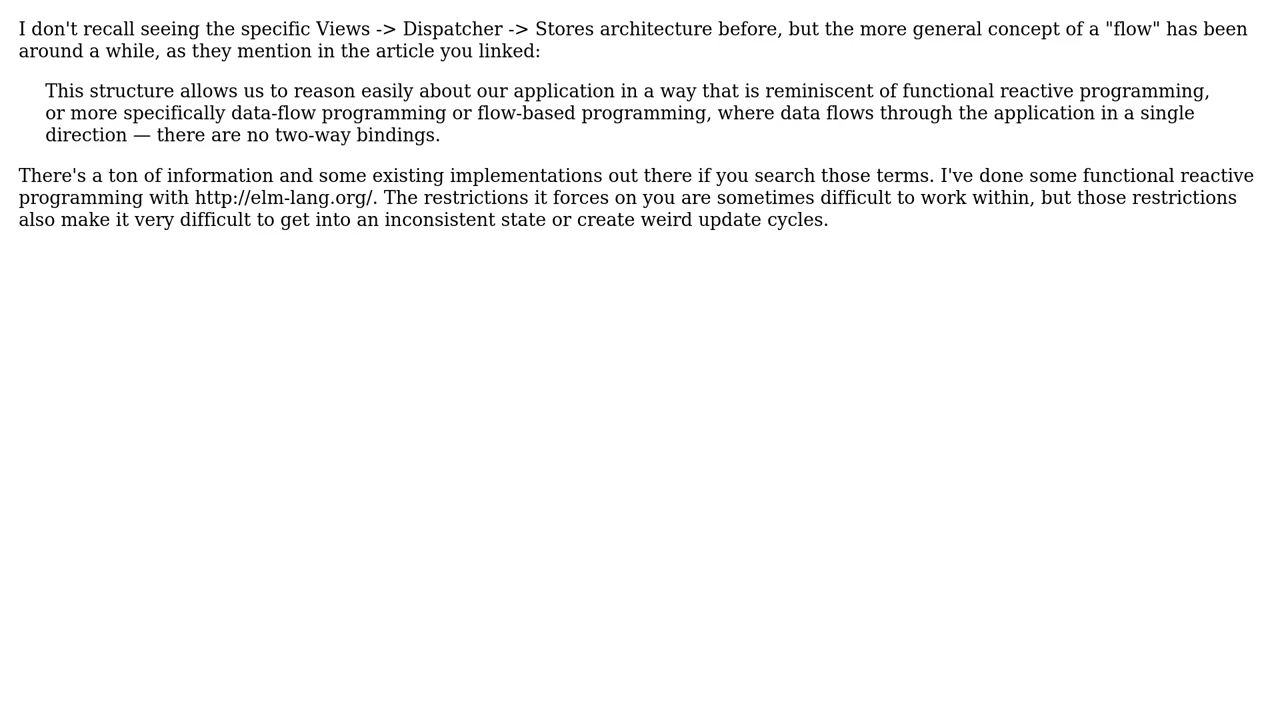 I don't recall seeing the specific Views -> Dispatcher -> Stores architecture before, but the more general concept of a "flow" has been
around a while, as they mention in the article you linked:
This structure allows us to reason easily about our application in a way that is reminiscent of functional reactive programming,
or more specifically data-flow programming or flow-based programming, where data flows through the application in a single
direction — there are no two-way bindings.
There's a ton of information and some existing implementations out there if you search those terms. I've done some functional reactive
programming with http://elm-lang.org/. The restrictions it forces on you are sometimes difficult to work within, but those restrictions
also make it very difficult to get into an inconsistent state or create weird update cycles.